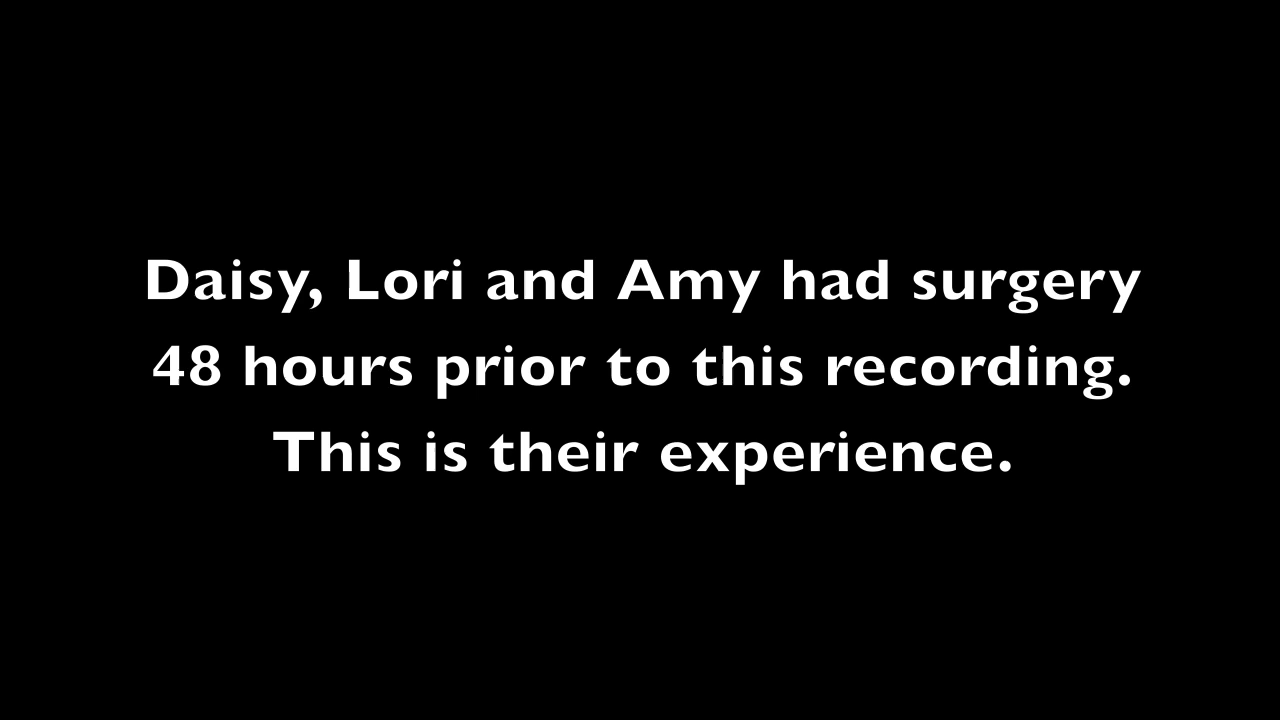 Daisy, Lori and Amy had surgery
48 hours prior to this recording.
This is their experience.